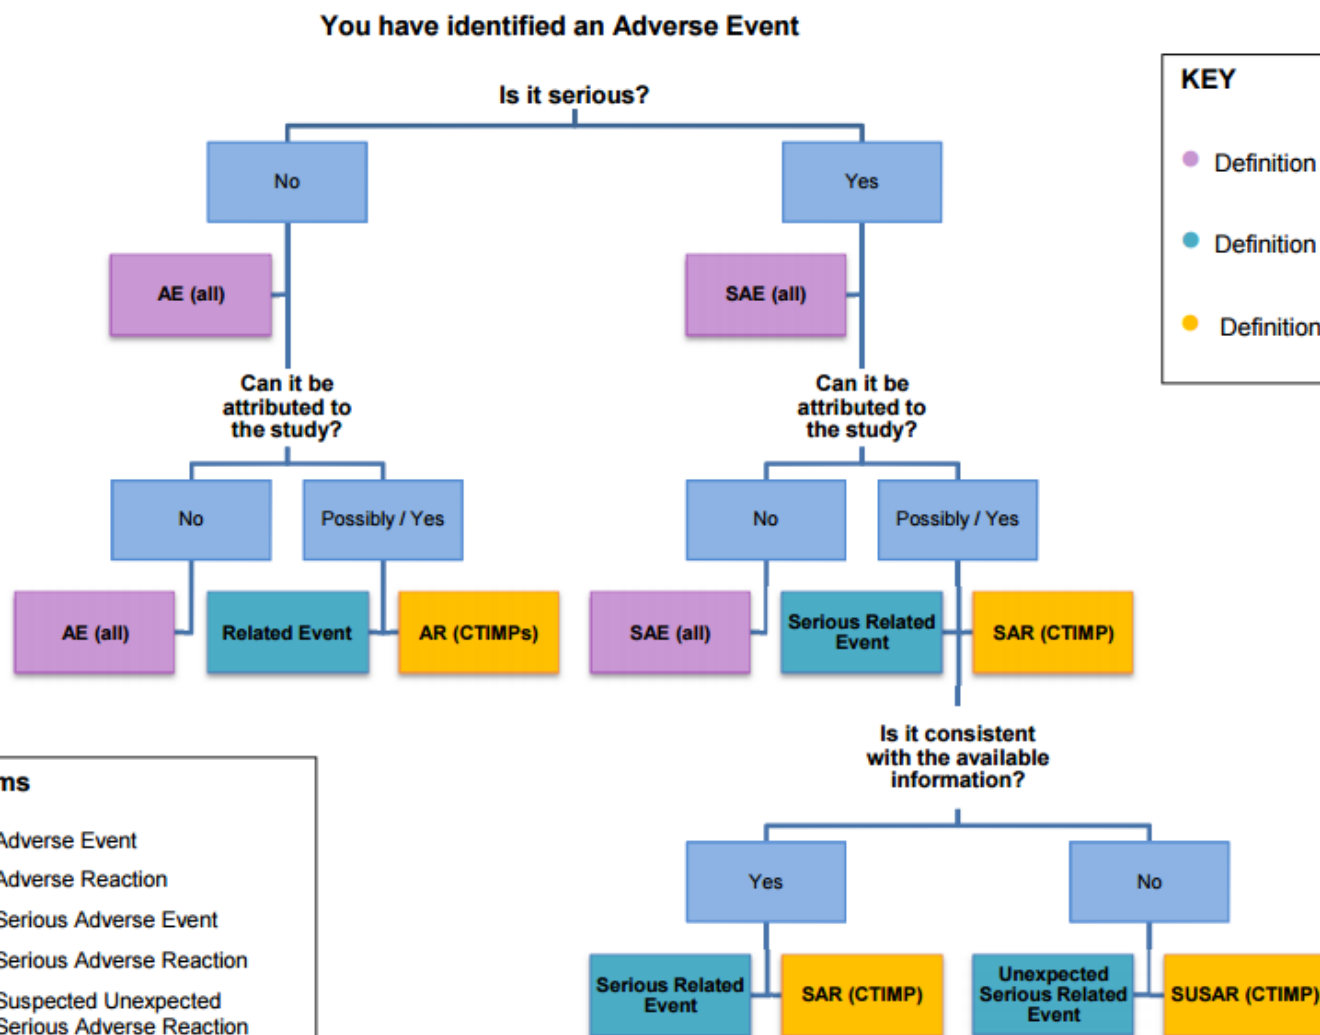 You have identified an Adverse Event
Is it serious?
KEY
Definition
Definition
Definition
No
Yes
AE (all)
SAE (all)
Can it be
attributed to
the study?
Can it be
attributed to
the study?
No
Possibly / Yes
No
Possibly / Yes
AE (all)
Related Event
AR (CTIMPs)
SAE (all)
Serious Related
Event
SAR (CTIMP)
Is it consistent
with the available
information?
ms
Adverse Event
Adverse Reaction
Serious Adverse Event
Serious Adverse Reaction
Suspected Unexpected
Serious Adverse Reaction
Yes
No
Serious Related
Event
SAR (CTIMP)
Unexpected
Serious Related
Event
SUSAR (CTIMP)